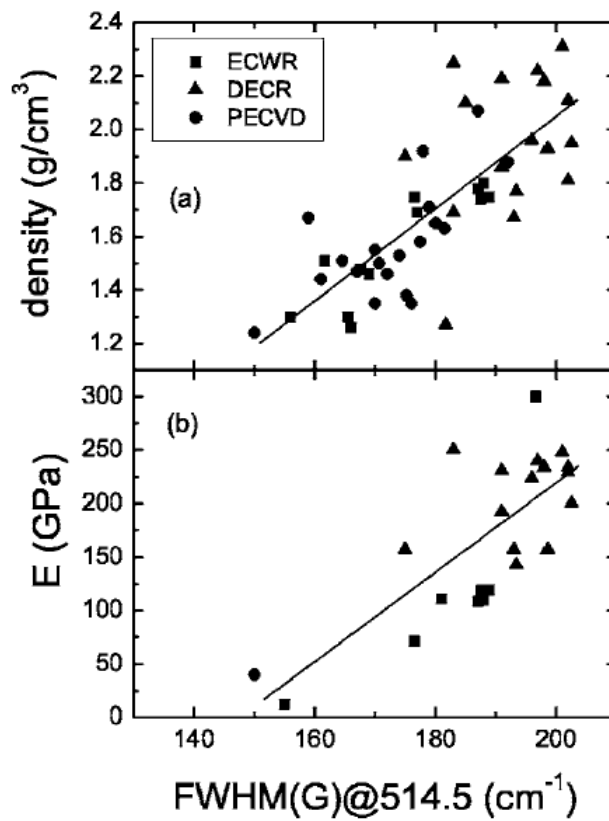 2.4
2.2
2.0
1.8
1.6
1.4
1.2
density (g/cm³)
ECWR
DECR
PECVD
(a)
300
250
200
150
100
50
0
E (GPa)
(b)
140 160 180 200
FWHM(G)@514.5 (cm⁻¹)